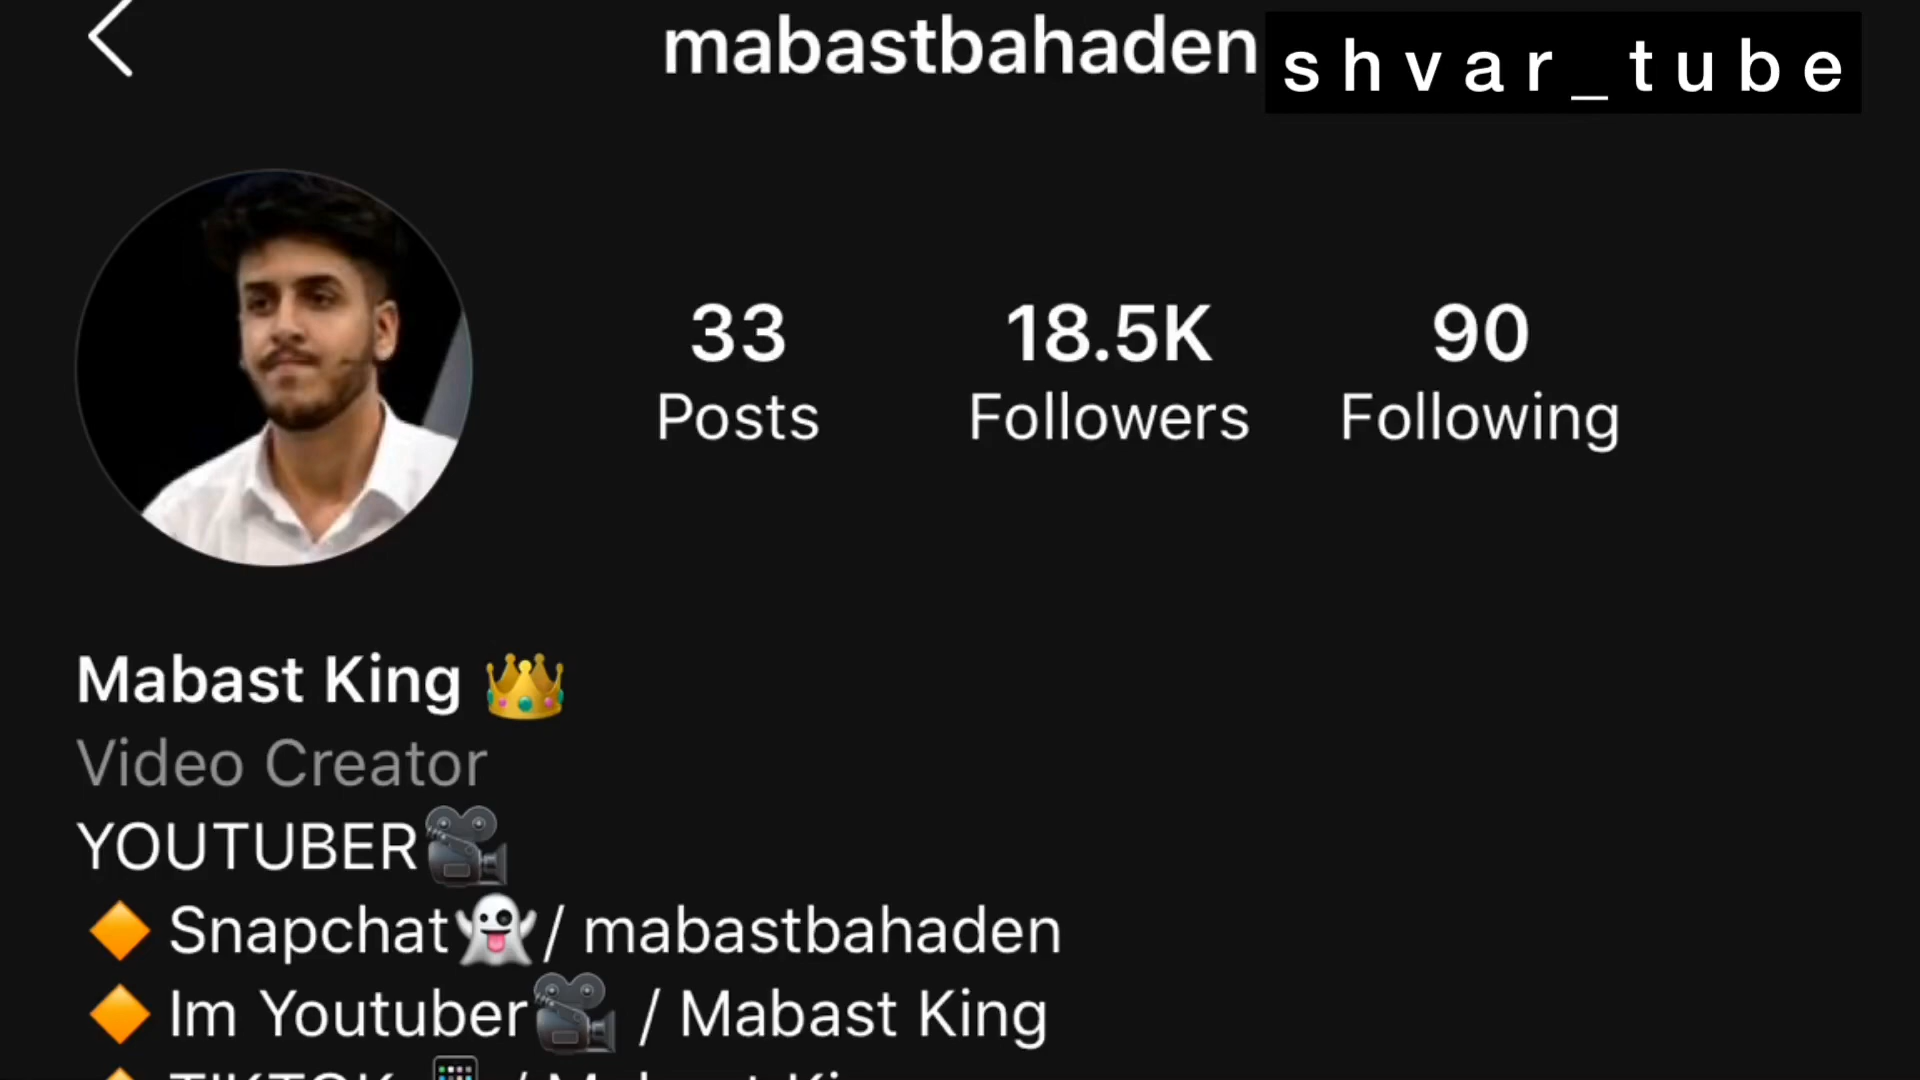 mabastbahaden
shvar_tube
33
Posts
18.5K
Followers
90
Following
Mabast King 👑
Video Creator
YOUTUBER🎥
🔶 Snapchat👻/ mabastbahaden
🔶 Im Youtuber🎥 / Mabast King